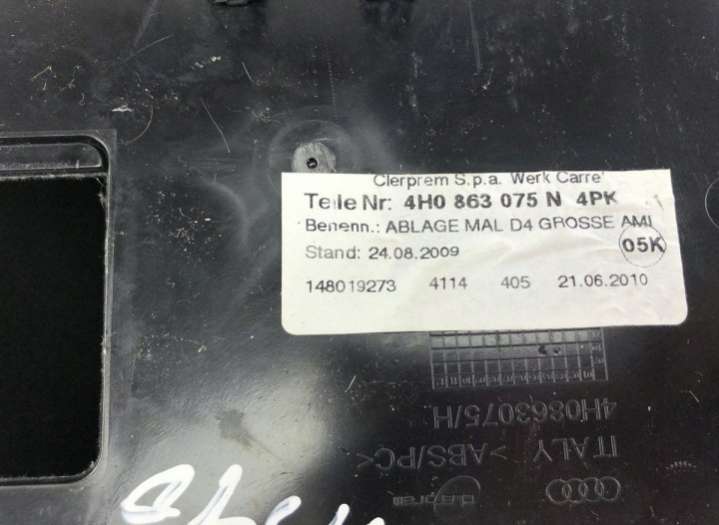 Clerprem S.p.a. Werk Carre'
Teile Nr: 4H0 863 075 N 4PK
Benenn.: ABLAGE MAL D4 GROSSE AMI
Stand: 24.08.2009
05K
148019273 4114 405 21.06.2010
4H0863075/H
ITALY >ABS/PC<